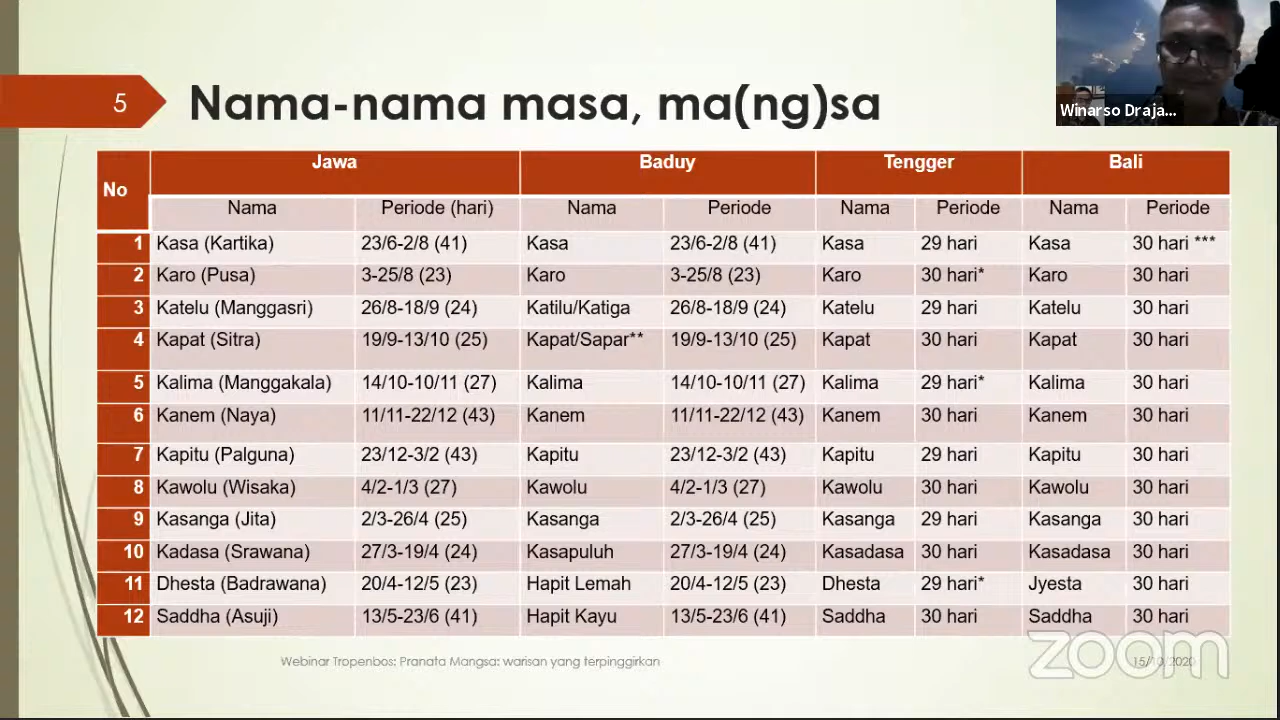 5
Nama-nama masa, ma(ng)sa
Winarso Draja...
No Jawa Baduy Tengger Bali
Nama Periode (hari) Nama Periode Nama Periode Nama Periode
1 Kasa (Kartika) 23/6-2/8 (41) Kasa 23/6-2/8 (41) Kasa 29 hari Kasa 30 hari ***
2 Karo (Pusa) 3-25/8 (23) Karo 3-25/8 (23) Karo 30 hari* Karo 30 hari
3 Katelu (Manggasri) 26/8-18/9 (24) Katilu/Katiga 26/8-18/9 (24) Katelu 29 hari Katelu 30 hari
4 Kapat (Sitra) 19/9-13/10 (25) Kapat/Sapar** 19/9-13/10 (25) Kapat 30 hari Kapat 30 hari
5 Kalima (Manggakala) 14/10-10/11 (27) Kalima 14/10-10/11 (27) Kalima 29 hari* Kalima 30 hari
6 Kanem (Naya) 11/11-22/12 (43) Kanem 11/11-22/12 (43) Kanem 30 hari Kanem 30 hari
7 Kapitu (Palguna) 23/12-3/2 (43) Kapitu 23/12-3/2 (43) Kapitu 29 hari Kapitu 30 hari
8 Kawolu (Wisaka) 4/2-1/3 (27) Kawolu 4/2-1/3 (27) Kawolu 30 hari Kawolu 30 hari
9 Kasanga (Jita) 2/3-26/4 (25) Kasanga 2/3-26/4 (25) Kasanga 29 hari Kasanga 30 hari
10 Kadasa (Srawana) 27/3-19/4 (24) Kasapuluh 27/3-19/4 (24) Kasadasa 30 hari Kasadasa 30 hari
11 Dhesta (Badrawana) 20/4-12/5 (23) Hapit Lemah 20/4-12/5 (23) Dhesta 29 hari* Jyesta 30 hari
12 Saddha (Asuji) 13/5-23/6 (41) Hapit Kayu 13/5-23/6 (41) Saddha 30 hari Saddha 30 hari
Webinar Tropenbos: Pranata Mangsa: warisan yang terpinggirkan 15/10/2020
zoom